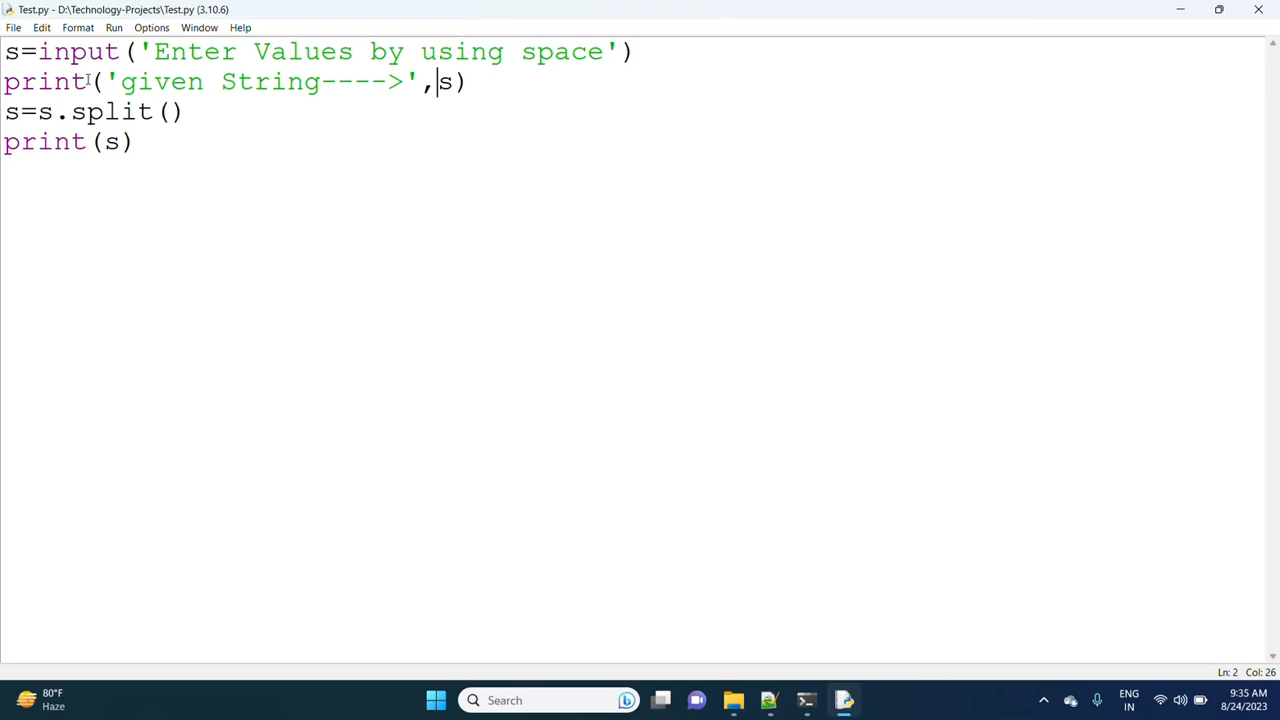 Test.py - D:\Technology-Projects\Test.py (3.10.6)
File Edit Format Run Options Window Help
s=input('Enter Values by using space')
print('given String---->',s)
s=s.split()
print(s)
Ln: 2 Col: 26
80°F
Haze
Search
ENG
IN
9:35 AM
8/24/2023